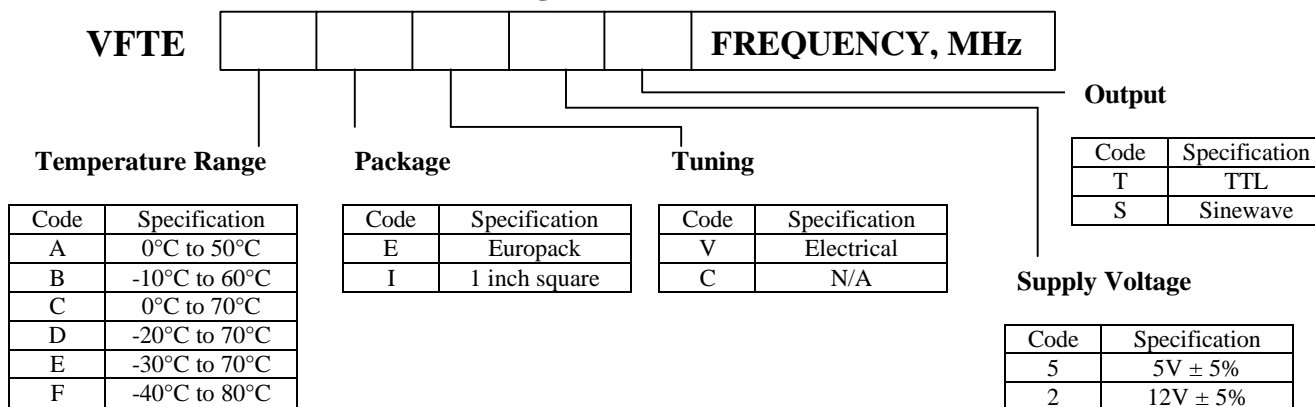 VFTE FREQUENCY, MHz
Output
Code Specification
T TTL
S Sinewave
Temperature Range
Code Specification
A 0°C to 50°C
B -10°C to 60°C
C 0°C to 70°C
D -20°C to 70°C
E -30°C to 70°C
F -40°C to 80°C
Package
Code Specification
E Europack
I 1 inch square
Tuning
Code Specification
V Electrical
C N/A
Supply Voltage
Code Specification
5 5V ± 5%
2 12V ± 5%